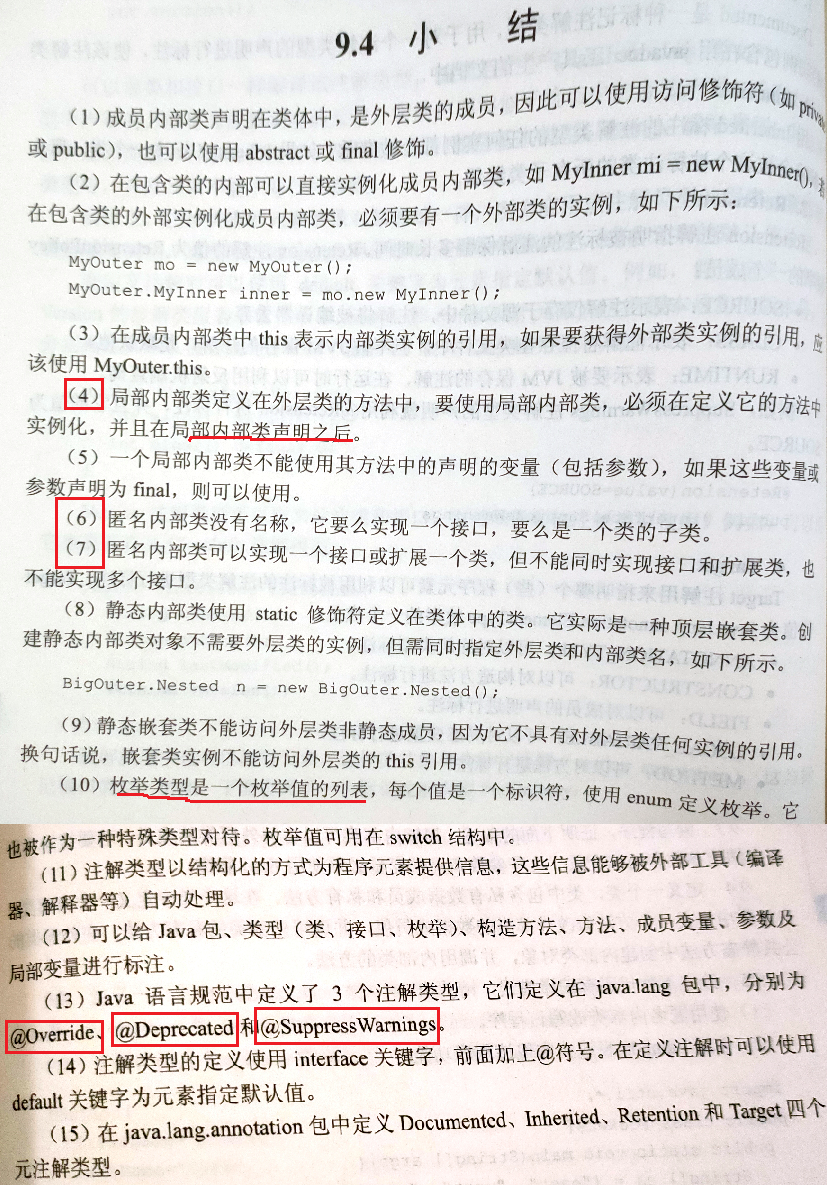 9.4 小 结
(1)成员内部类声明在类体中,是外层类的成员,因此可以使用访问修饰符(如 private
或 public),也可以使用 abstract 或 final 修饰。
(2)在包含类的内部可以直接实例化成员内部类,如 MyInner mi = new MyInner(),
在包含类的外部实例化成员内部类,必须要有一个外部类的实例,如下所示:
MyOuter mo = new MyOuter();
MyOuter.MyInner inner = mo.new MyInner();
(3)在成员内部类中 this 表示内部类实例的引用,如果要获得外部类实例的引用,应
该使用 MyOuter.this。
(4)局部内部类定义在外层类的方法中,要使用局部内部类,必须在定义它的方法中
实例化,并且在局部内部类声明之后。
(5)一个局部内部类不能使用其方法中的声明的变量(包括参数),如果这些变量或
参数声明为 final,则可以使用。
(6)匿名内部类没有名称,它要么实现一个接口,要么是一个类的子类。
(7)匿名内部类可以实现一个接口或扩展一个类,但不能同时实现接口和扩展类,也
不能实现多个接口。
(8)静态内部类使用 static 修饰符定义在类体中的类。它实际是一种顶层嵌套类。创
建静态内部类对象不需要外层类的实例,但需同时指定外层类和内部类名,如下所示。
BigOuter.Nested n = new BigOuter.Nested();
(9)静态嵌套类不能访问外层类非静态成员,因为它不具有对外层类任何实例的引用。
换句话说,嵌套类实例不能访问外层类的 this 引用。
(10)枚举类型是一个枚举值的列表,每个值是一个标识符,使用 enum 定义枚举。它
也被作为一种特殊类型对待。枚举值可用在 switch 结构中。
(11)注解类型以结构化的方式为程序元素提供信息,这些信息能够被外部工具(编译
器、解释器等)自动处理。
(12)可以给 Java 包、类型(类、接口、枚举)、构造方法、方法、成员变量、参数及
局部变量进行标注。
(13)Java 语言规范中定义了 3 个注解类型,它们定义在 java.lang 包中,分别为
@Override、@Deprecated 和@SuppressWarnings。
(14)注解类型的定义使用 interface 关键字,前面加上@符号。在定义注解时可以使用
default 关键字为元素指定默认值。
(15)在 java.lang.annotation 包中定义 Documented、Inherited、Retention 和 Target 四个
元注解类型。